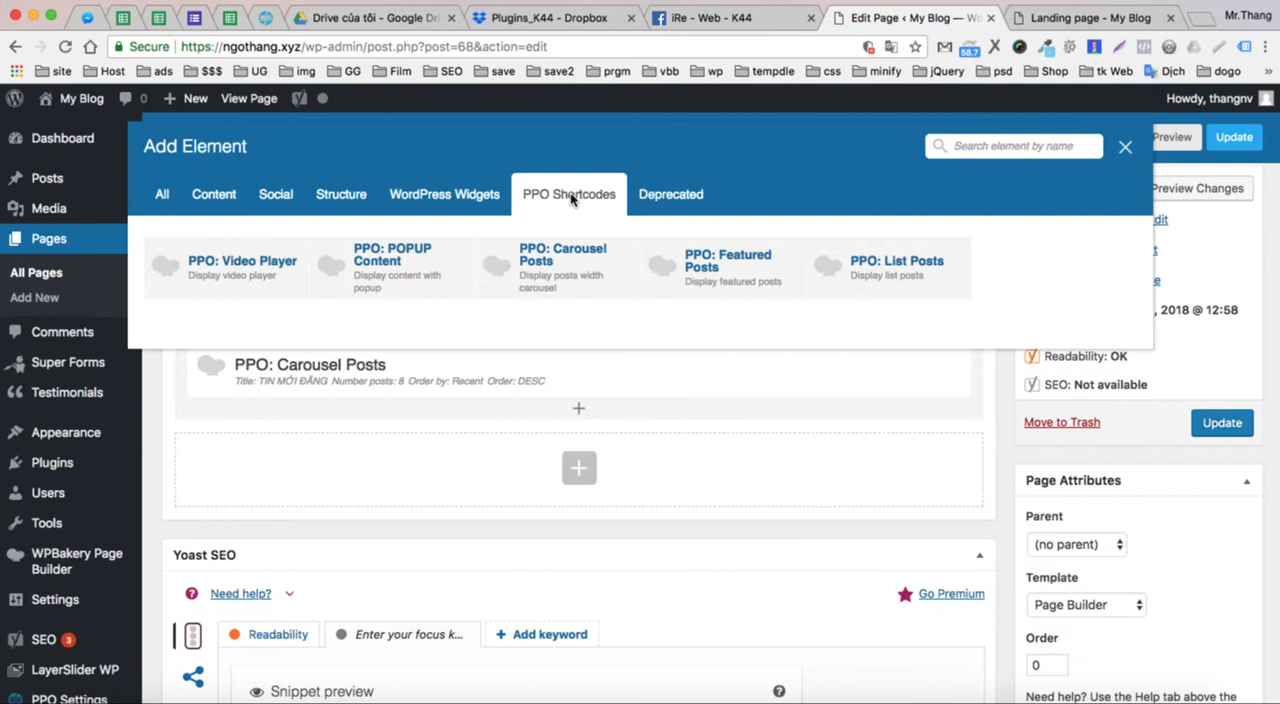 Drive của tôi - Google Dri
Plugins_K44 - Dropbox
iRe - Web - K44
Edit Page ‹ My Blog — Wo
Landing page - My Blog
Mr.Thang
Secure
https://ngothang.xyz/wp-admin/post.php?post=68&action=edit
58.7
site
Host
ads
$$$
UG
img
GG
Film
SEO
save
save2
prgm
vbb
wp
tempdle
css
minify
jQuery
psd
Shop
tk Web
Dịch
dogo
»
My Blog
0
New
View Page
Howdy, thangnv
Dashboard
Posts
Media
Pages
All Pages
Add New
Comments
Super Forms
Testimonials
Appearance
Plugins
Users
Tools
WPBakery Page
Builder
Settings
SEO 3
LayerSlider WP
PPO Settings
Add Element
Search element by name
All
Content
Social
Structure
WordPress Widgets
PPO Shortcodes
Deprecated
PPO: Video Player
Display video player
PPO: POPUP
Content
Display content with
popup
PPO: Carousel
Posts
Display posts width
carousel
PPO: Featured
Posts
Display featured posts
PPO: List Posts
Display list posts
PPO: Carousel Posts
Title: TIN MỚI ĐĂNG Number posts: 8 Order by: Recent Order: DESC
Yoast SEO
Need help?
Go Premium
Readability
Enter your focus k...
Add keyword
Snippet preview
Preview
Update
Preview Changes
dit
t
e
, 2018 @ 12:58
Readability: OK
SEO: Not available
Move to Trash
Update
Page Attributes
Parent
(no parent)
Template
Page Builder
Order
0
Need help? Use the Help tab above the